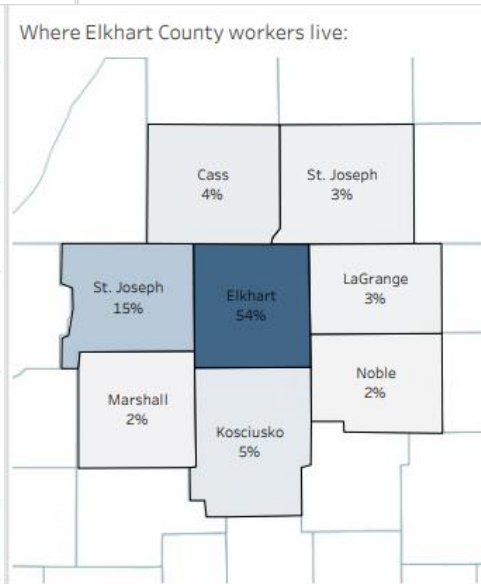 Where Elkhart County workers live:
Cass
4%
St. Joseph
3%
St. Joseph
15%
Elkhart
54%
LaGrange
3%
Marshall
2%
Kosciusko
5%
Noble
2%